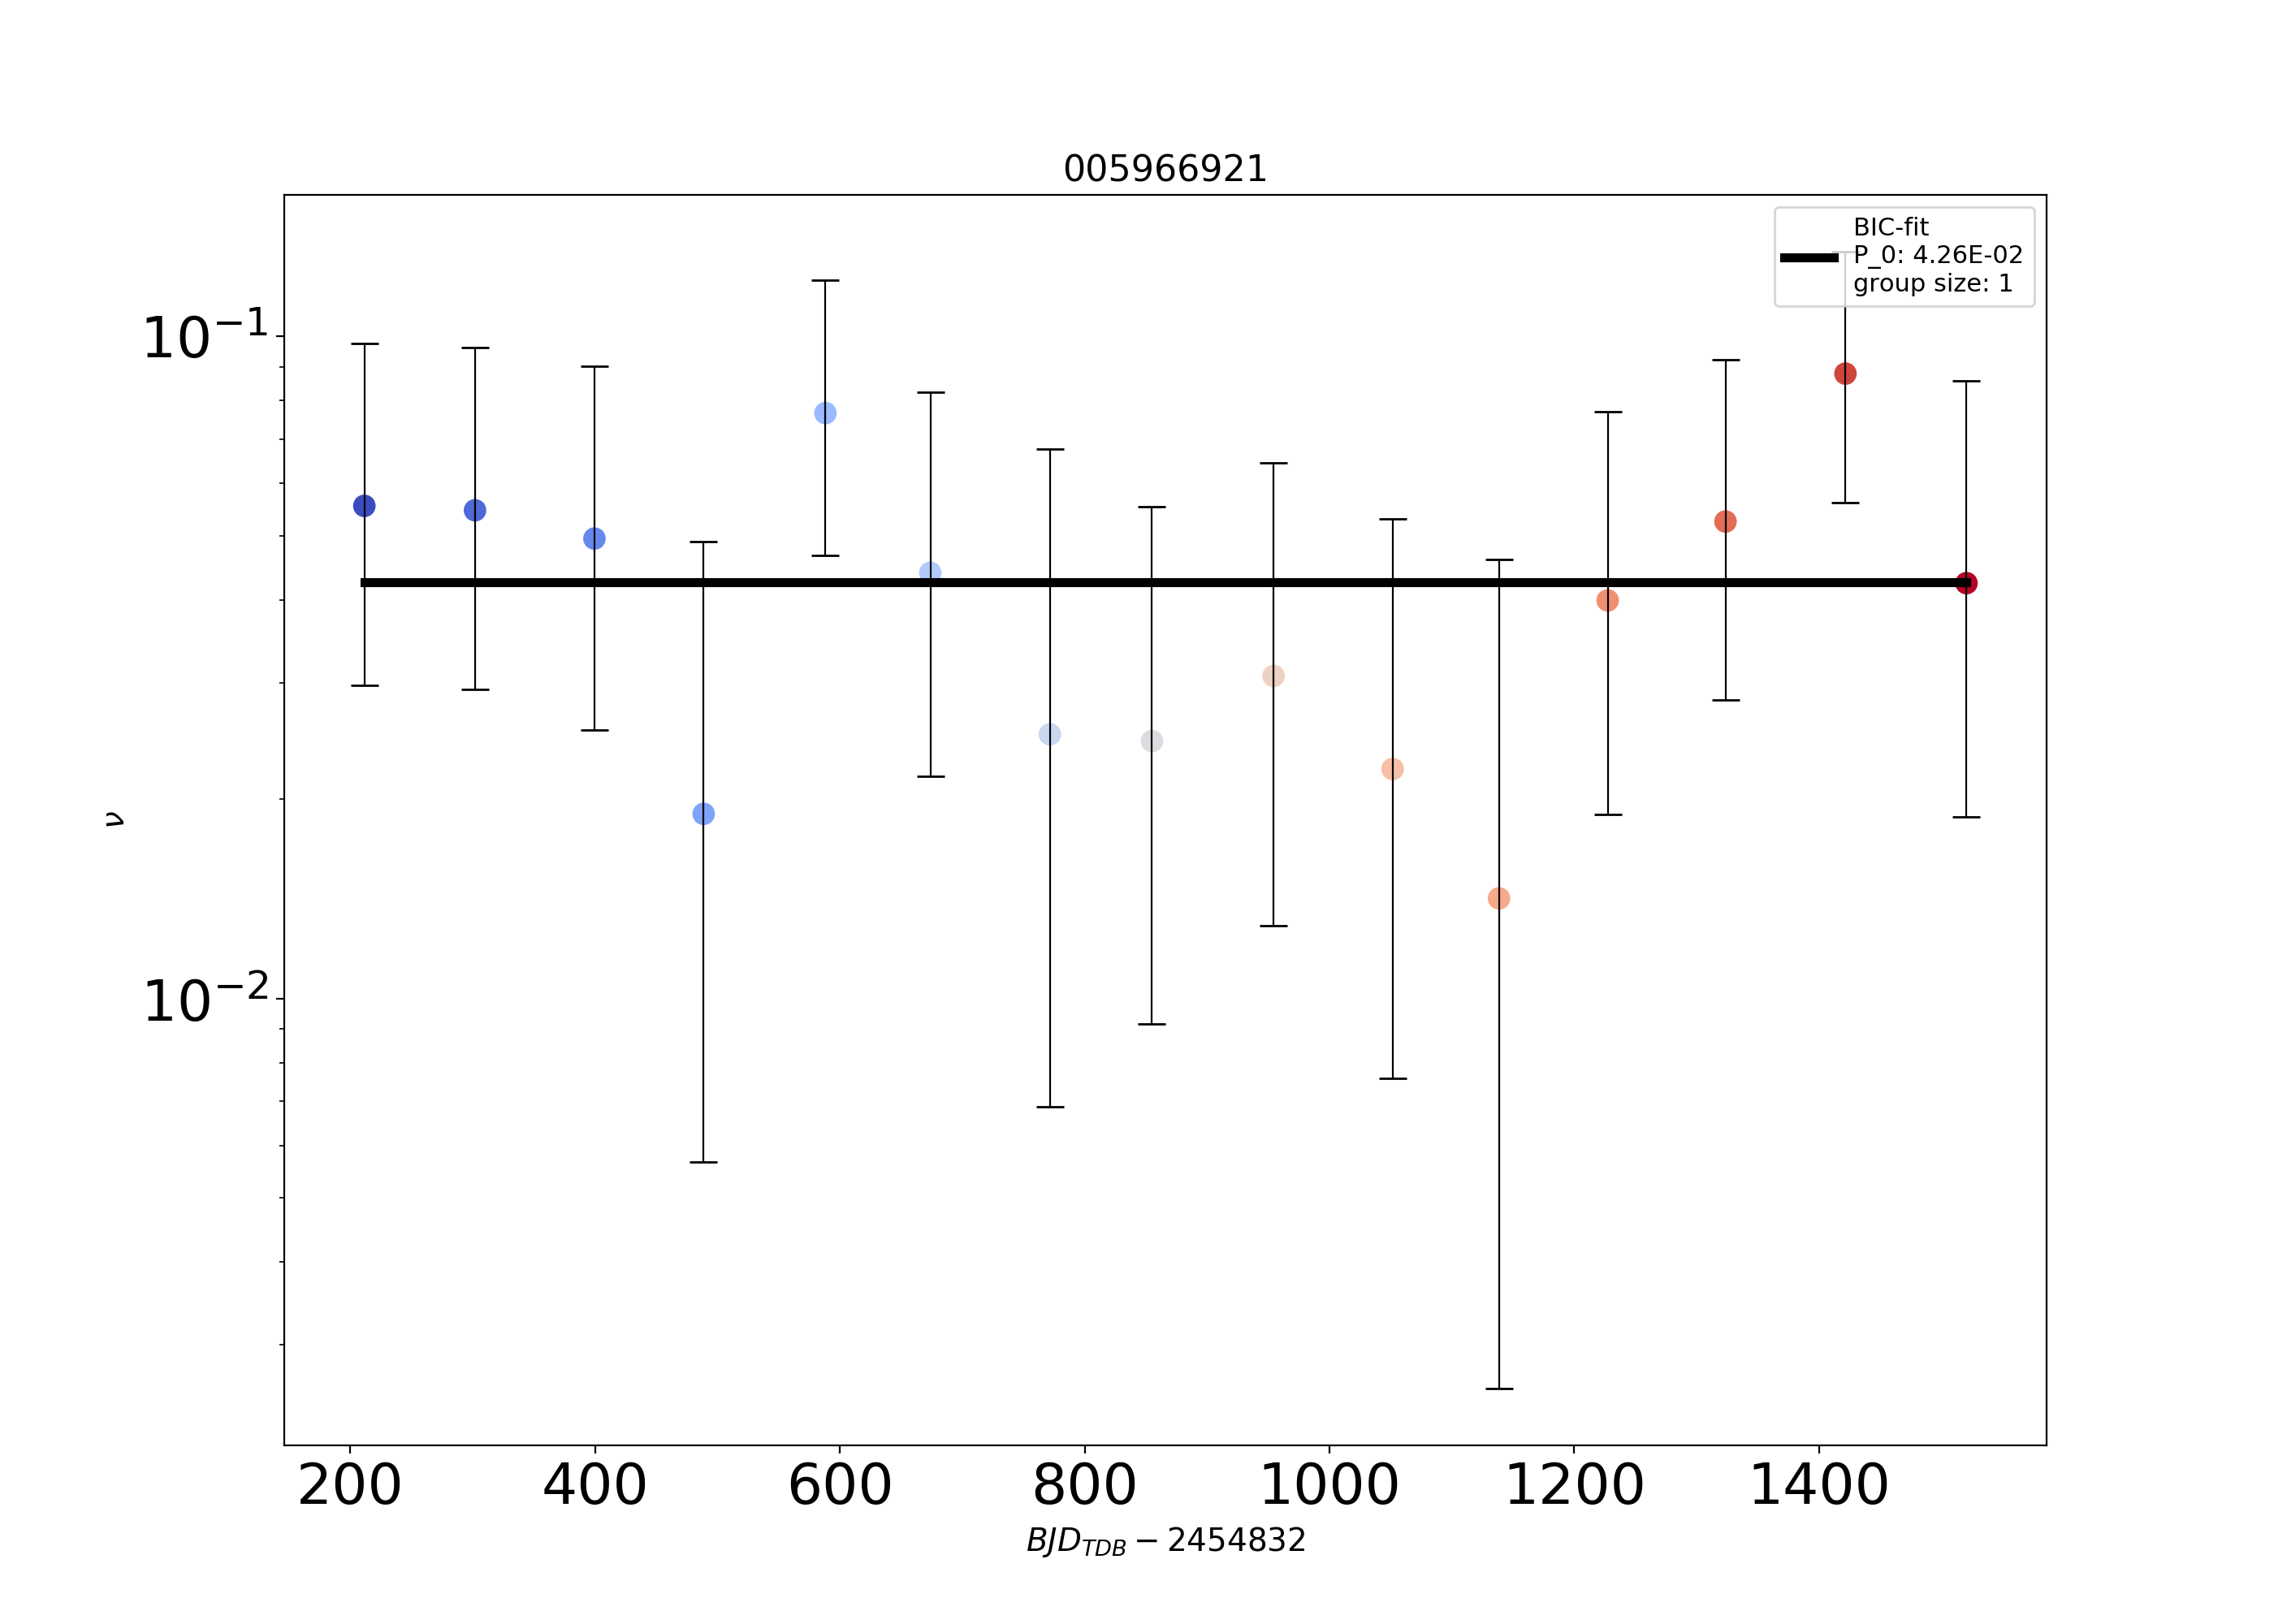 005966921
BIC-fit
P_0: 4.26E-02
group size: 1
10⁻¹
10⁻²
ν
200 400 600 800 1000 1200 1400
BJD_TDB − 2454832